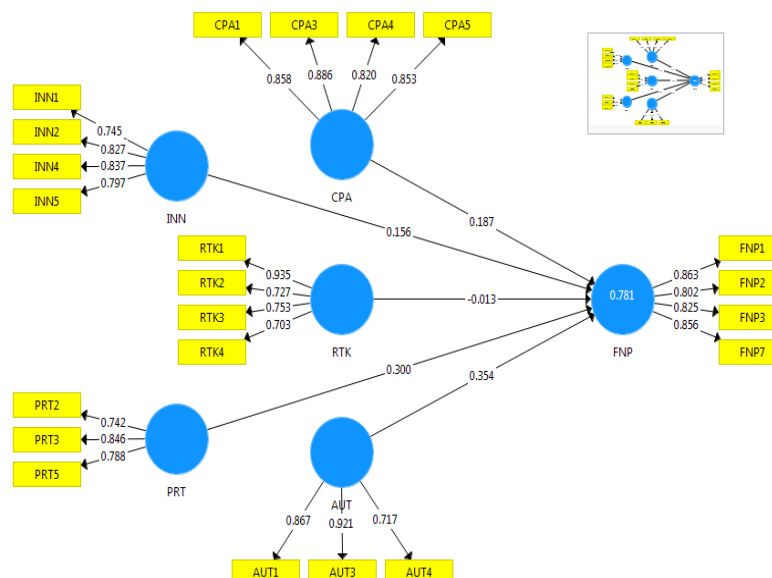 CPA1
CPA3
CPA4
CPA5
0.858
0.886
0.820
0.853
CPA
INN1
INN2
INN4
INN5
0.745
0.827
0.837
0.797
INN
0.156
0.187
RTK1
RTK2
RTK3
RTK4
0.935
0.727
0.753
0.703
RTK
-0.013
0.781
FNP
0.863
0.802
0.825
0.856
FNP1
FNP2
FNP3
FNP7
0.300
0.354
PRT2
PRT3
PRT5
0.742
0.846
0.788
PRT
AUT
0.867
0.921
0.717
AUT1
AUT3
AUT4